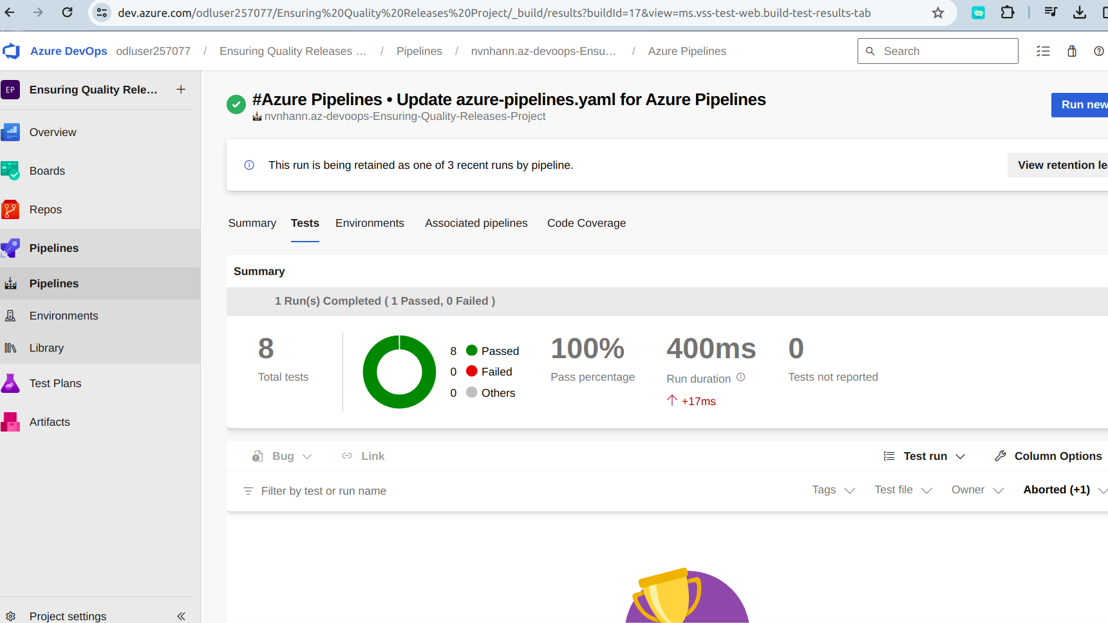 dev.azure.com/odluser257077/Ensuring%20Quality%20Releases%20Project/_build/results?buildId=17&view=ms.vss-test-web.build-test-results-tab
Azure DevOps odluser257077 / Ensuring Quality Releases ... / Pipelines / nvnhann.az-devoops-Ensu... / Azure Pipelines
Search
EP Ensuring Quality Rele... +
Overview
Boards
Repos
Pipelines
Pipelines
Environments
Library
Test Plans
Artifacts
Project settings
#Azure Pipelines • Update azure-pipelines.yaml for Azure Pipelines
nvnhann.az-devoops-Ensuring-Quality-Releases-Project
Run new
This run is being retained as one of 3 recent runs by pipeline.
View retention lea
Summary Tests Environments Associated pipelines Code Coverage
Summary
1 Run(s) Completed ( 1 Passed, 0 Failed )
8
Total tests
8 Passed
0 Failed
0 Others
100%
Pass percentage
400ms
Run duration
+17ms
0
Tests not reported
Bug Link Test run Column Options
Filter by test or run name Tags Test file Owner Aborted (+1)